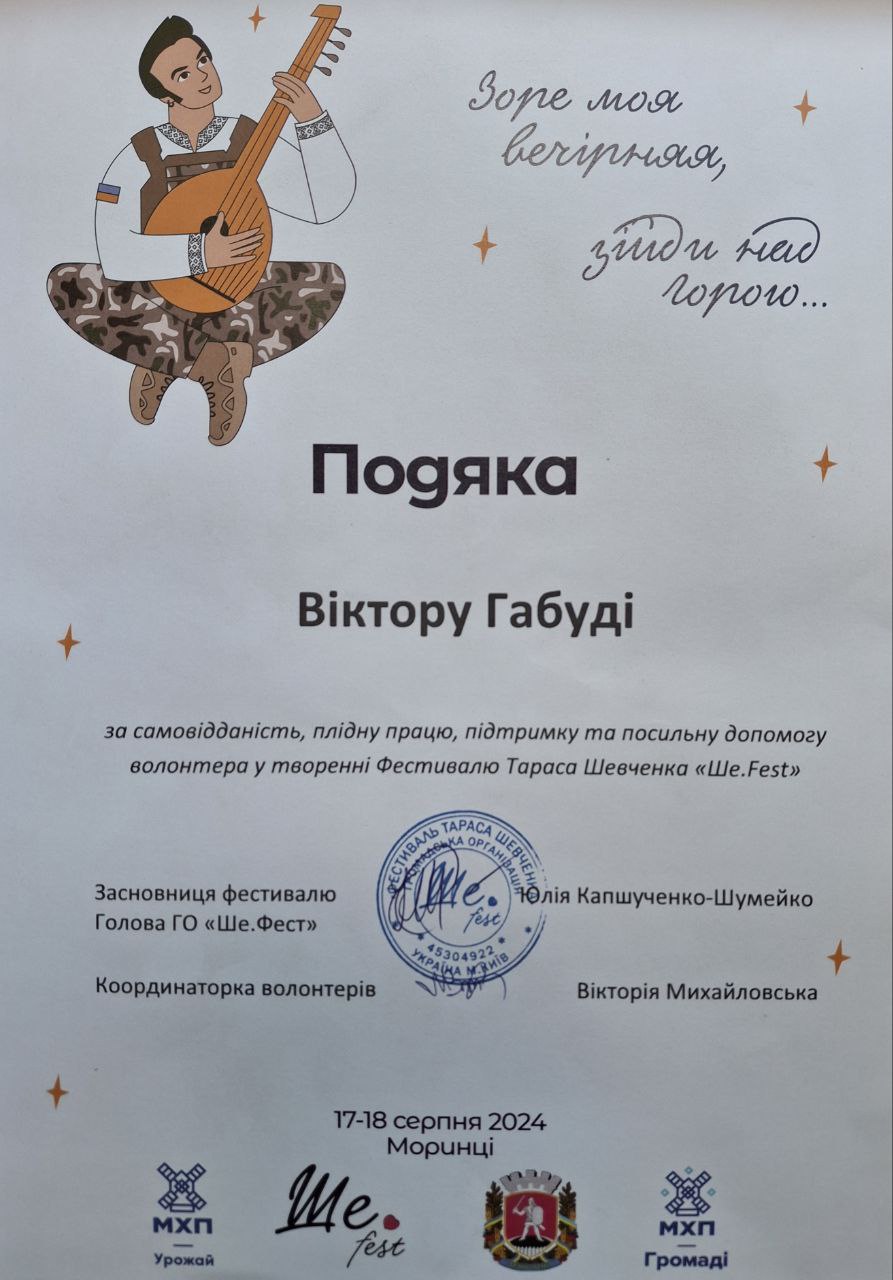 Зоре моя
вечірняя,
зійди над
горою...
Подяка
Віктору Габуді
за самовідданість, плідну працю, підтримку та посильну допомогу
волонтера у творенні Фестивалю Тараса Шевченка «Ше.Fest»
ФЕСТИВАЛЬ ТАРАСА ШЕВЧЕНКА
ГРОМАДСЬКА ОРГАНІЗАЦІЯ
Ше.
fest
* 45304922 *
УКРАЇНА М.КИЇВ
Засновниця фестивалю
Голова ГО «Ше.Фест»
Юлія Капшученко-Шумейко
Координаторка волонтерів
Вікторія Михайловська
17-18 серпня 2024
Моринці
МХП
Урожай
Ше.
fest
МХП
Громаді